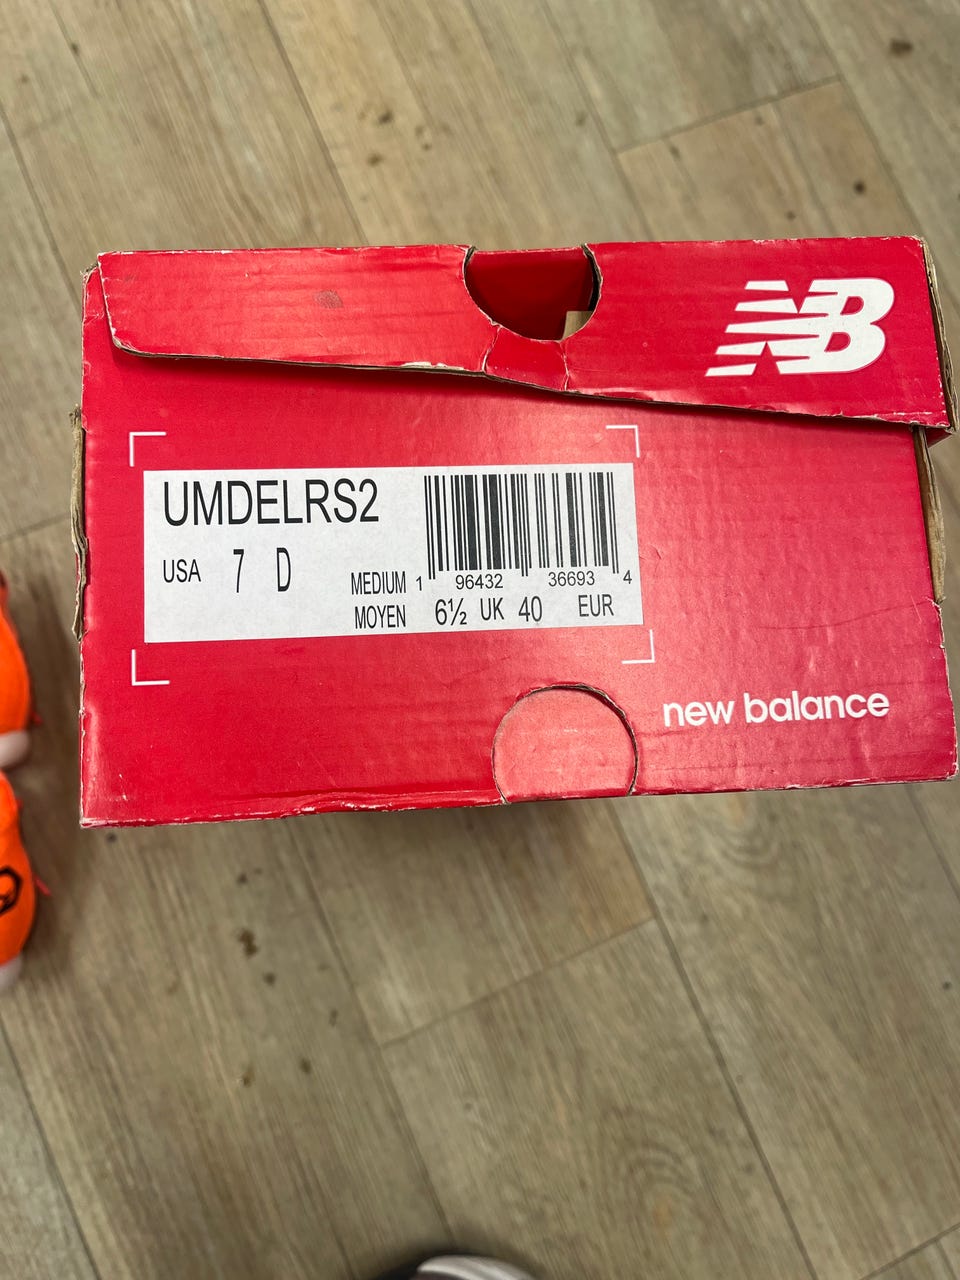 NB
UMDELRS2
USA 7 D
MEDIUM 1 96432 36693 4
MOYEN 6½ UK 40 EUR
new balance